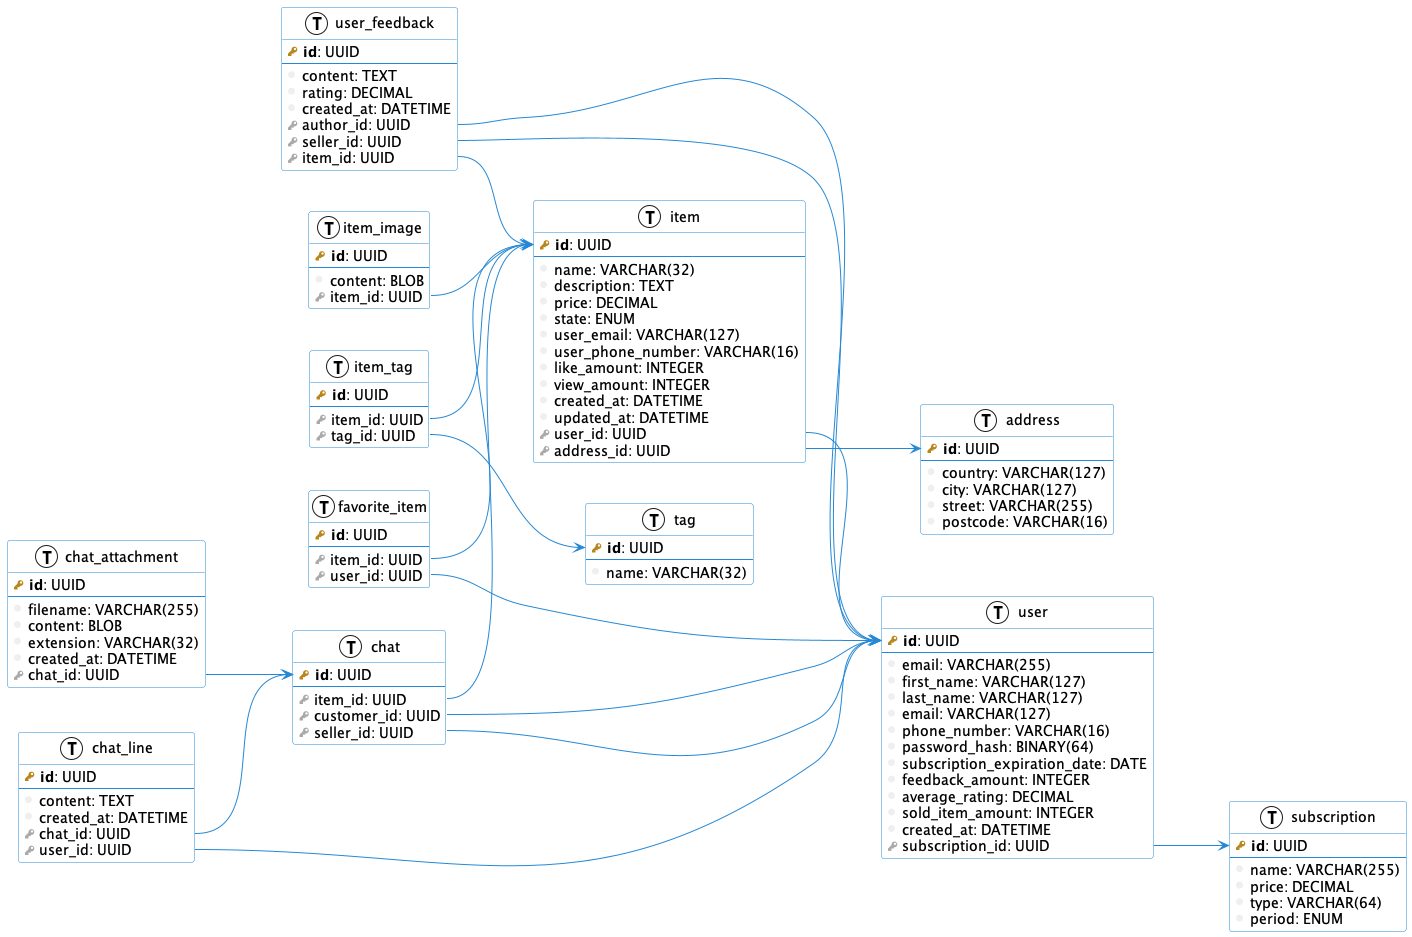 T user_feedback
id: UUID
content: TEXT
rating: DECIMAL
created_at: DATETIME
author_id: UUID
seller_id: UUID
item_id: UUID
T item_image
id: UUID
content: BLOB
item_id: UUID
T item
id: UUID
name: VARCHAR(32)
description: TEXT
price: DECIMAL
state: ENUM
user_email: VARCHAR(127)
user_phone_number: VARCHAR(16)
like_amount: INTEGER
view_amount: INTEGER
created_at: DATETIME
updated_at: DATETIME
user_id: UUID
address_id: UUID
T item_tag
id: UUID
item_id: UUID
tag_id: UUID
T address
id: UUID
country: VARCHAR(127)
city: VARCHAR(127)
street: VARCHAR(255)
postcode: VARCHAR(16)
T favorite_item
id: UUID
item_id: UUID
user_id: UUID
T tag
id: UUID
name: VARCHAR(32)
T chat_attachment
id: UUID
filename: VARCHAR(255)
content: BLOB
extension: VARCHAR(32)
created_at: DATETIME
chat_id: UUID
T chat
id: UUID
item_id: UUID
customer_id: UUID
seller_id: UUID
T user
id: UUID
email: VARCHAR(255)
first_name: VARCHAR(127)
last_name: VARCHAR(127)
email: VARCHAR(127)
phone_number: VARCHAR(16)
password_hash: BINARY(64)
subscription_expiration_date: DATE
feedback_amount: INTEGER
average_rating: DECIMAL
sold_item_amount: INTEGER
created_at: DATETIME
subscription_id: UUID
T chat_line
id: UUID
content: TEXT
created_at: DATETIME
chat_id: UUID
user_id: UUID
T subscription
id: UUID
name: VARCHAR(255)
price: DECIMAL
type: VARCHAR(64)
period: ENUM